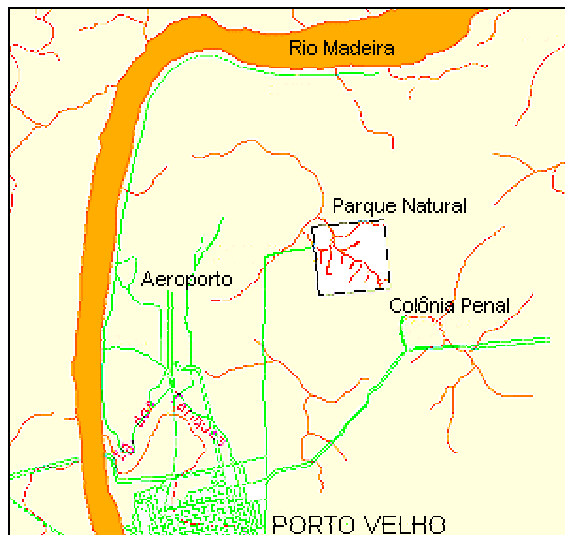 Rio Madeira
Parque Natural
Aeroporto
Colônia Penal
PORTO VELHO